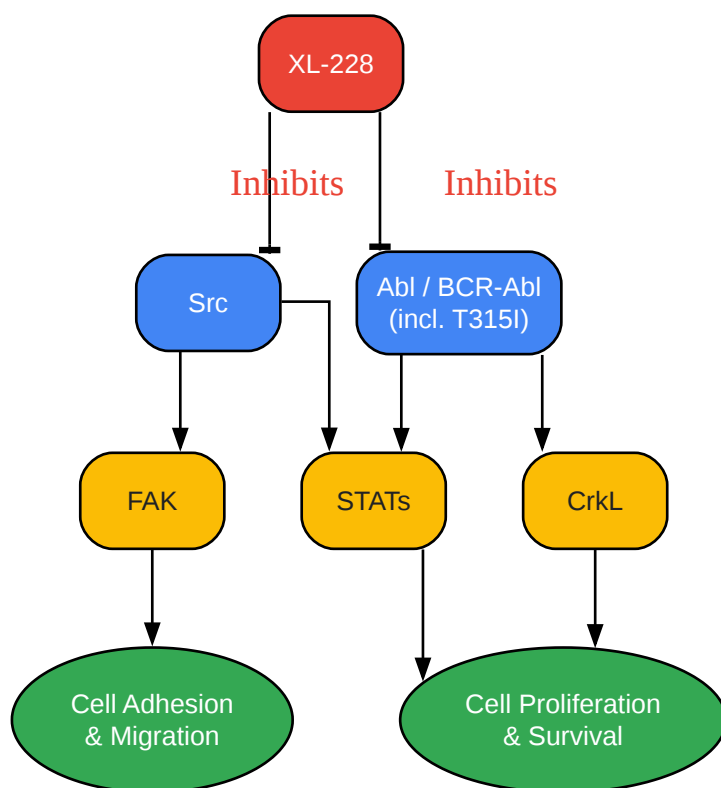 XL-228
Inhibits
Inhibits
Src
Abl / BCR-Abl
(incl. T315I)
FAK
STATs
CrkL
Cell Adhesion
& Migration
Cell Proliferation
& Survival